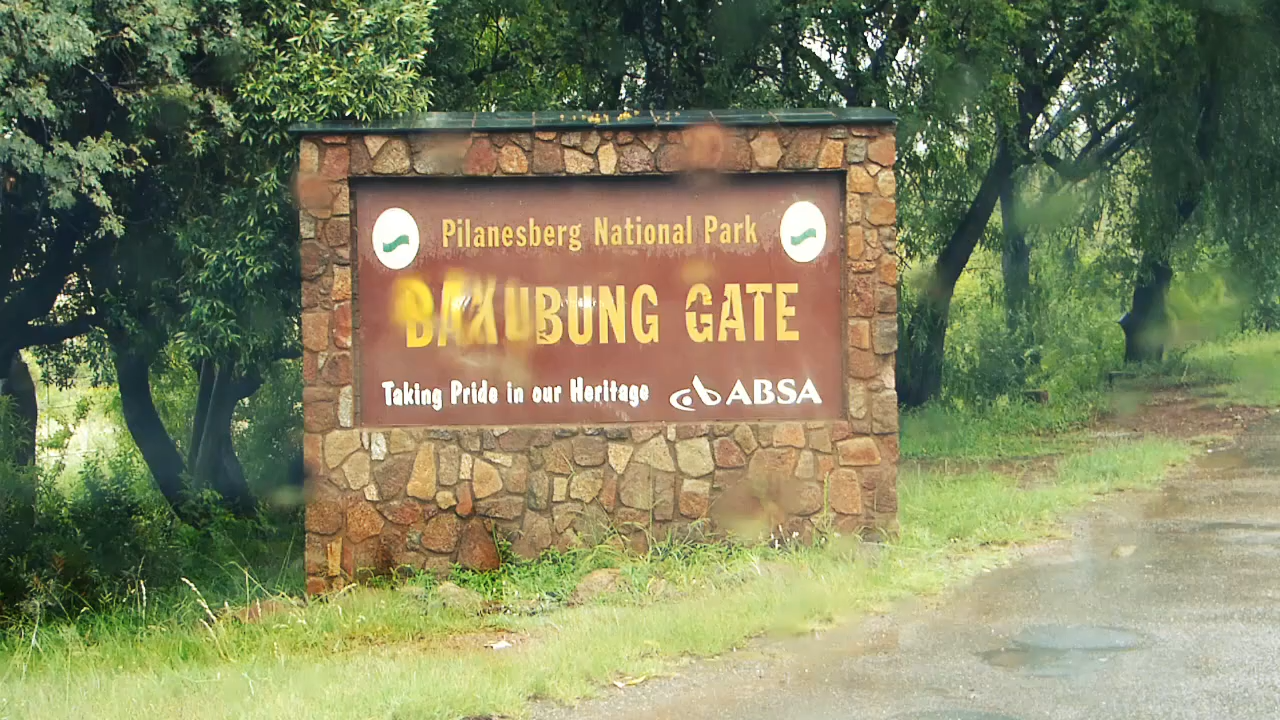 Pilanesberg National Park
BAKUBUNG GATE
Taking Pride in our Heritage
ABSA